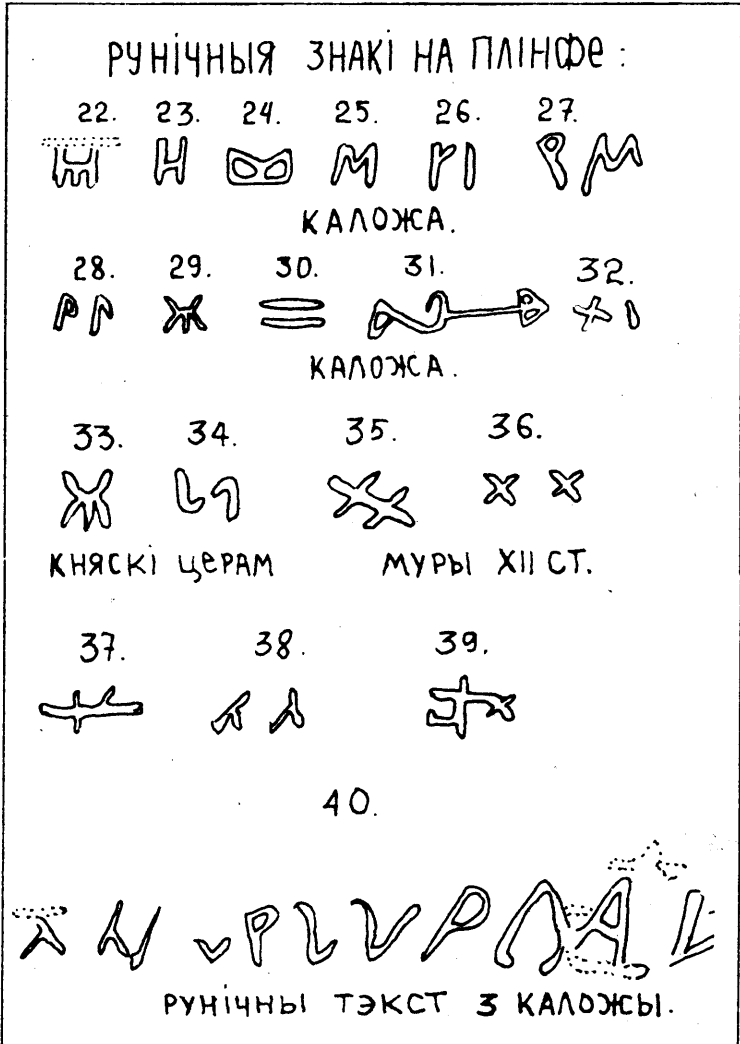 РУНІЧНЫЯ ЗНАКІ НА ПЛІНФЕ:
22. 23. 24. 25. 26. 27.
КАЛОЖА.
28. 29. 30. 31. 32.
КАЛОЖА.
33. 34. 35. 36.
КНЯСКІ ЦЕРАМ МУРЫ XII СТ.
37. 38. 39.
40.
РУНІЧНЫ ТЭКСТ З КАЛОЖЫ.